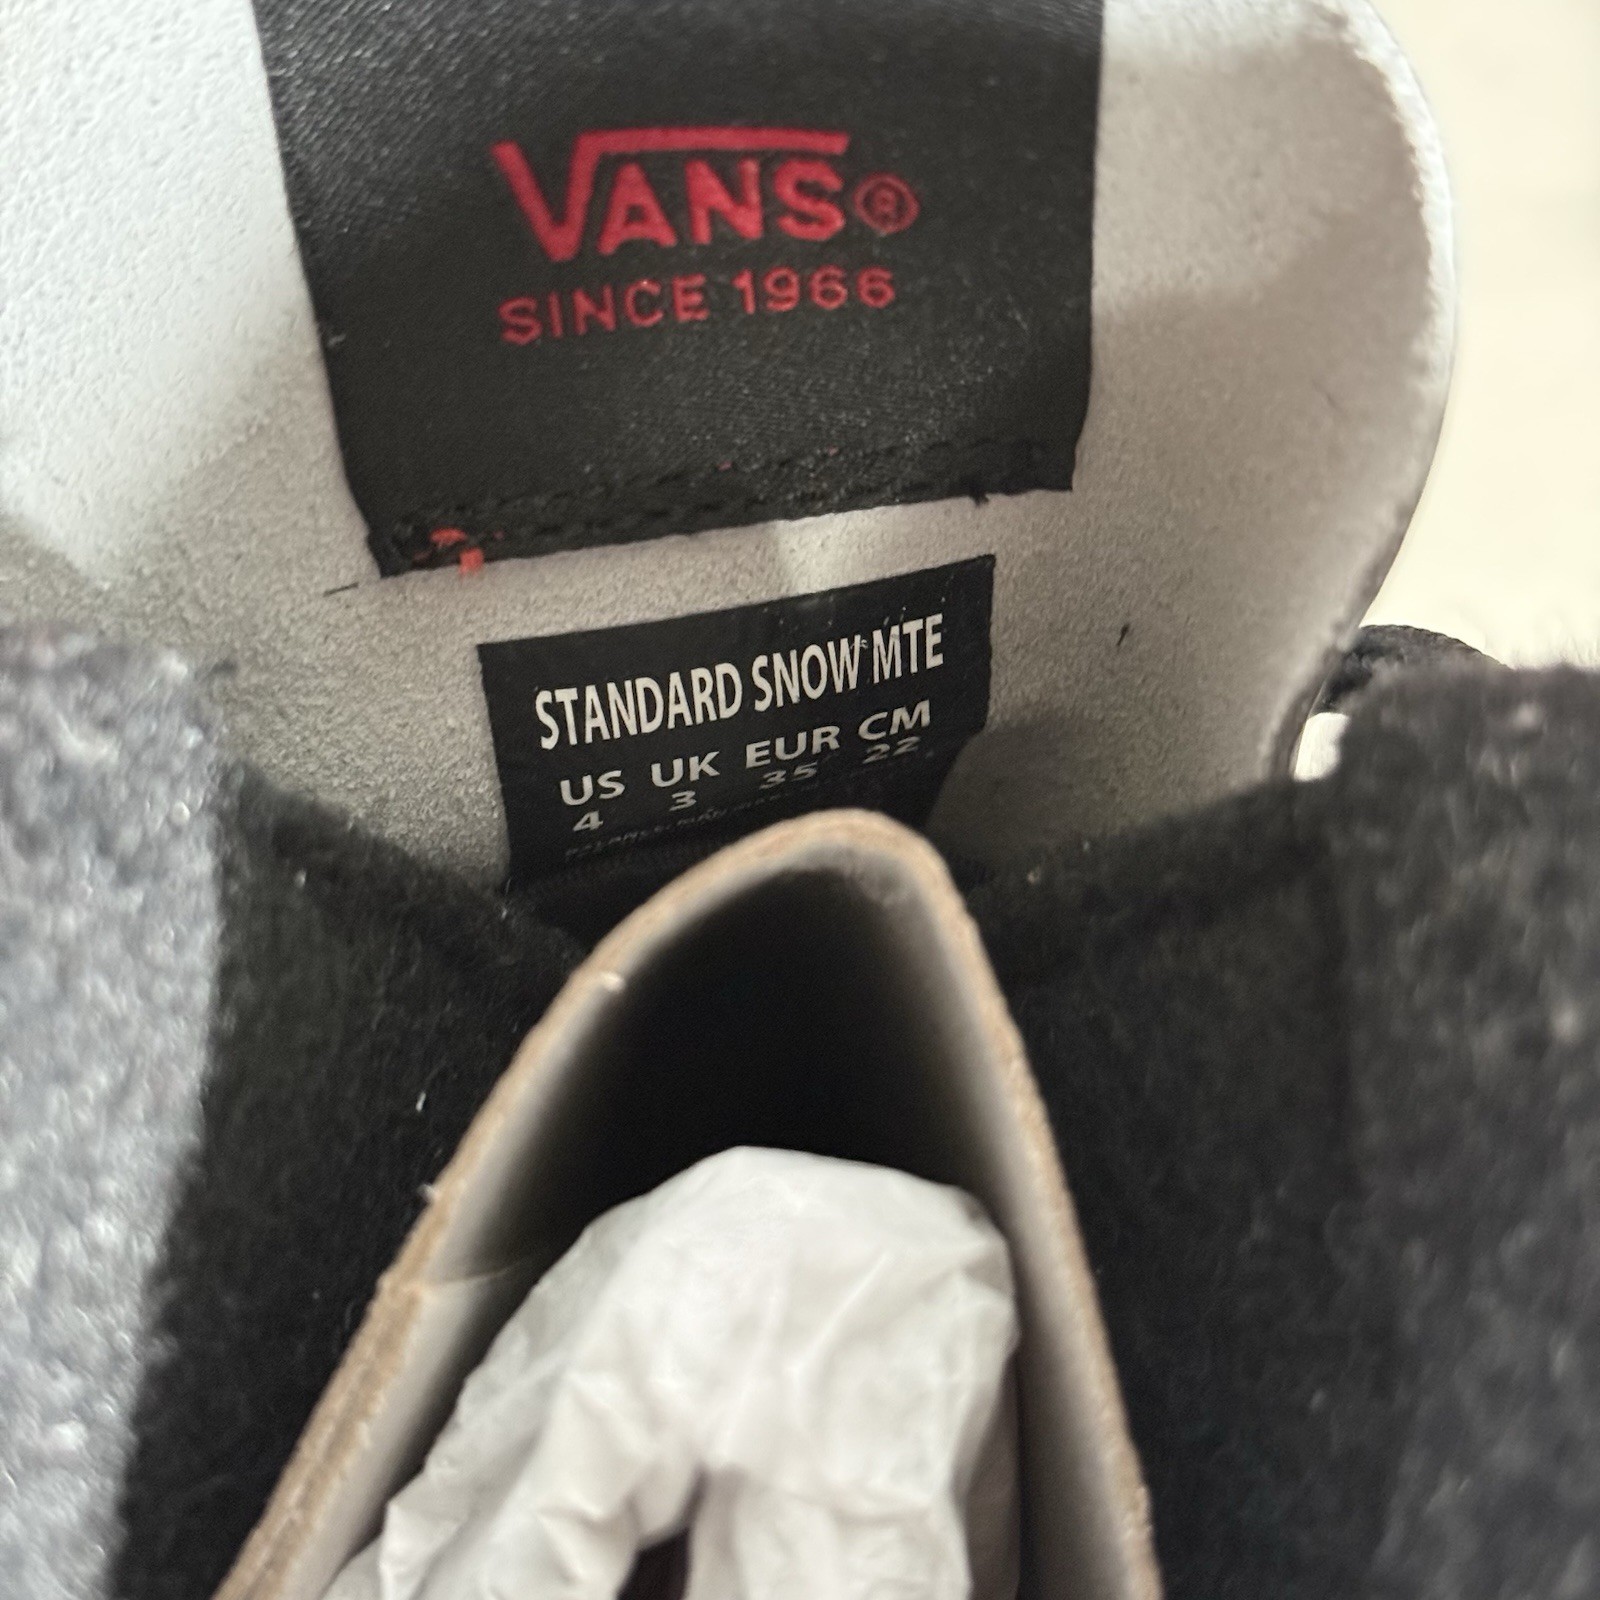 VANS®
SINCE 1966
STANDARD SNOW MTE
US UK EUR CM
4 3 35 22